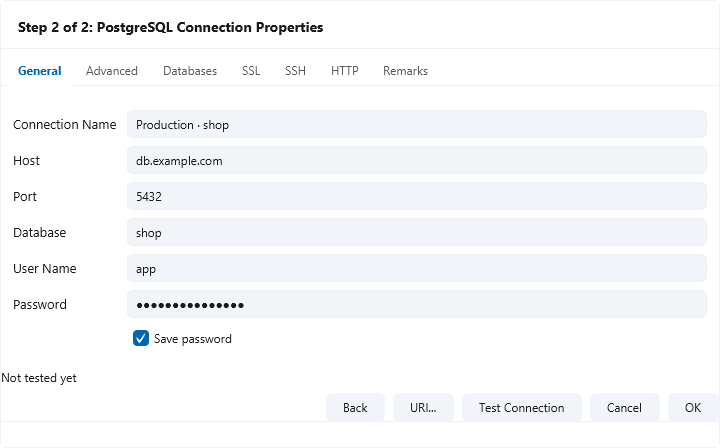 Step 2 of 2: PostgreSQL Connection Properties
General Advanced Databases SSL SSH HTTP Remarks
Connection Name Production · shop
Host db.example.com
Port 5432
Database shop
User Name app
Password ●●●●●●●●●●●●●●●
Save password
Not tested yet
Back URI... Test Connection Cancel OK